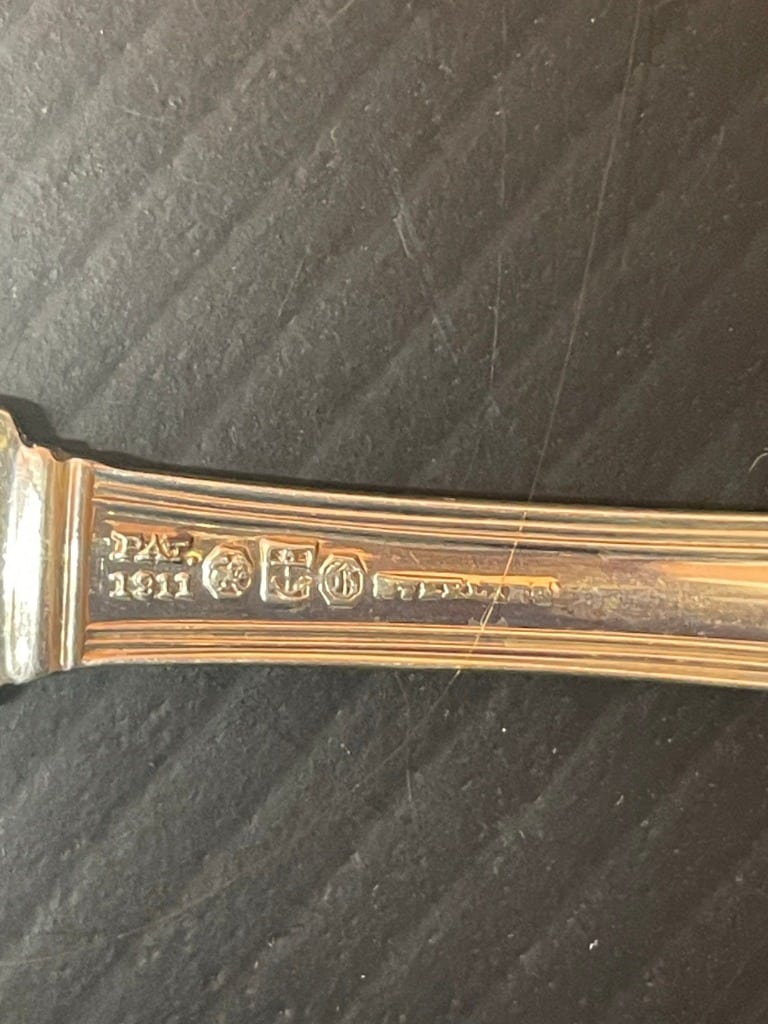 PAT.
1911
G
STERLING